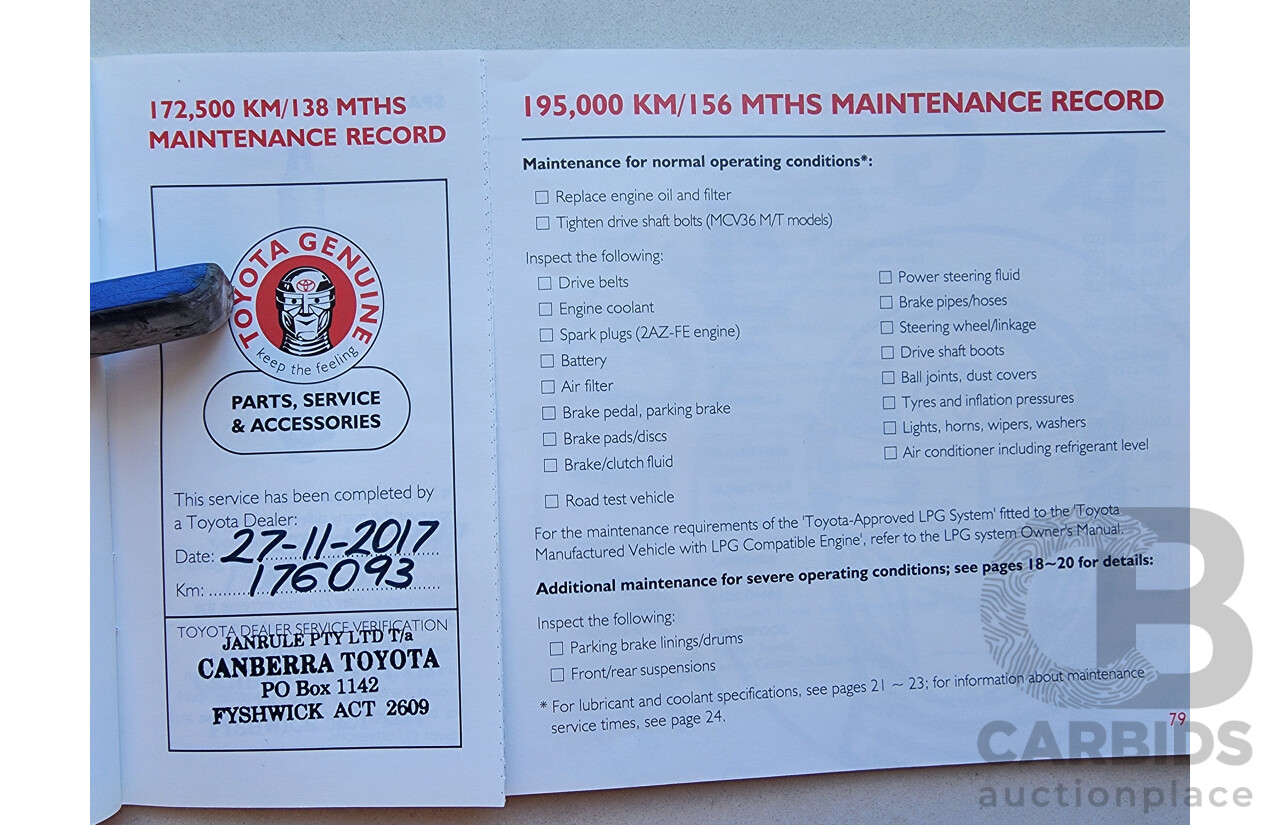 172,500 KM/138 MTHS
MAINTENANCE RECORD
TOYOTA GENUINE
keep the feeling
PARTS, SERVICE
& ACCESSORIES
This service has been completed by
a Toyota Dealer:
Date: 27-11-2017
Km: 176093
TOYOTA DEALER SERVICE VERIFICATION
JANRULE PTY LTD T/a
CANBERRA TOYOTA
PO Box 1142
FYSHWICK ACT 2609
195,000 KM/156 MTHS MAINTENANCE RECORD
Maintenance for normal operating conditions*:
Replace engine oil and filter
Tighten drive shaft bolts (MCV36 M/T models)
Inspect the following:
Drive belts
Engine coolant
Spark plugs (2AZ-FE engine)
Battery
Air filter
Brake pedal, parking brake
Brake pads/discs
Brake/clutch fluid
Road test vehicle
Power steering fluid
Brake pipes/hoses
Steering wheel/linkage
Drive shaft boots
Ball joints, dust covers
Tyres and inflation pressures
Lights, horns, wipers, washers
Air conditioner including refrigerant level
For the maintenance requirements of the 'Toyota-Approved LPG System' fitted to the 'Toyota
Manufactured Vehicle with LPG Compatible Engine', refer to the LPG system Owner's Manual.
Additional maintenance for severe operating conditions; see pages 18~20 for details:
Inspect the following:
Parking brake linings/drums
Front/rear suspensions
* For lubricant and coolant specifications, see pages 21 ~ 23; for information about maintenance
service times, see page 24.
79
CB
CARBIDS
auctionplace